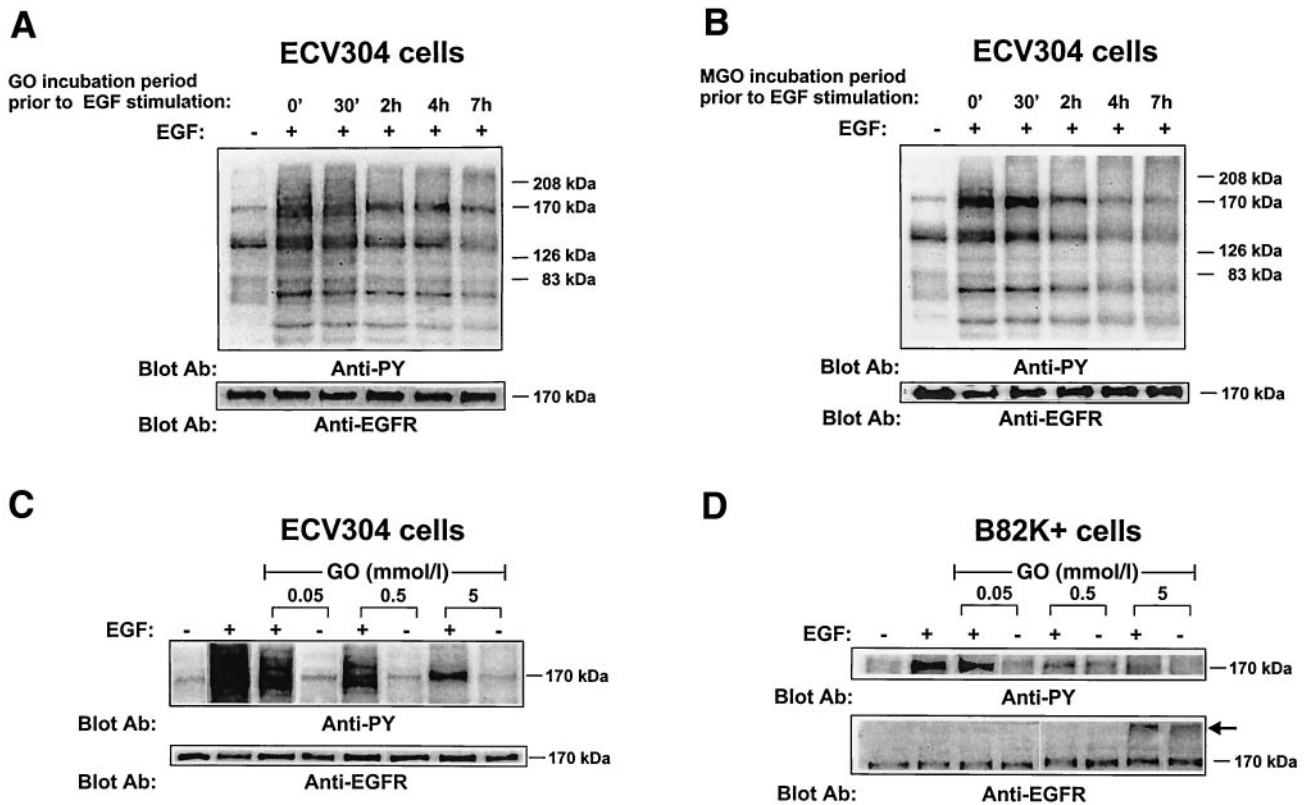 A
ECV304 cells
GO incubation period
prior to EGF stimulation:
0' 30' 2h 4h 7h
EGF: - + + + + +
208 kDa
170 kDa
126 kDa
83 kDa
Blot Ab: Anti-PY
170 kDa
Blot Ab: Anti-EGFR
B
ECV304 cells
MGO incubation period
prior to EGF stimulation:
0' 30' 2h 4h 7h
EGF: - + + + + +
208 kDa
170 kDa
126 kDa
83 kDa
Blot Ab: Anti-PY
170 kDa
Blot Ab: Anti-EGFR
C
ECV304 cells
GO (mmol/l)
0.05 0.5 5
EGF: - + + - + - + -
170 kDa
Blot Ab: Anti-PY
170 kDa
Blot Ab: Anti-EGFR
D
B82K+ cells
GO (mmol/l)
0.05 0.5 5
EGF: - + + - + - + -
170 kDa
Blot Ab: Anti-PY
170 kDa
Blot Ab: Anti-EGFR